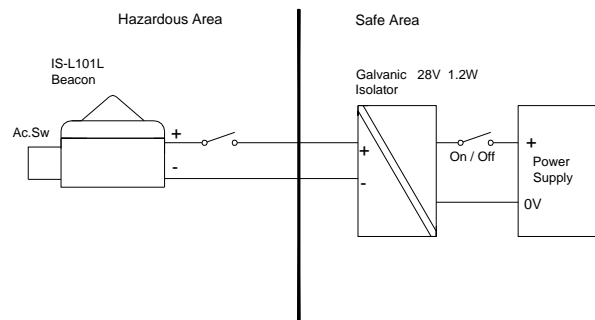 Hazardous Area
Safe Area
IS-L101L
Beacon
Galvanic 28V 1.2W
Isolator
Ac.Sw
+
-
+
-
On / Off
+
Power
Supply
0V